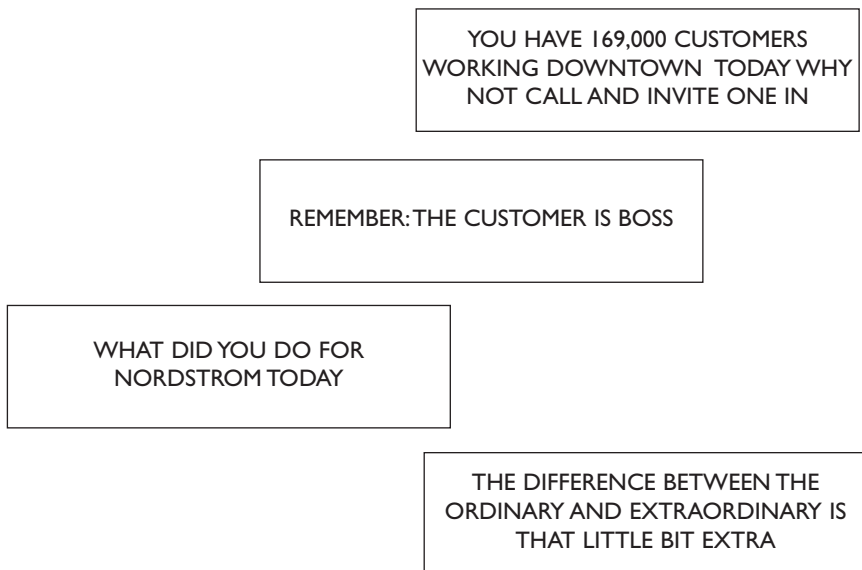 YOU HAVE 169,000 CUSTOMERS
WORKING DOWNTOWN TODAY WHY
NOT CALL AND INVITE ONE IN
REMEMBER: THE CUSTOMER IS BOSS
WHAT DID YOU DO FOR
NORDSTROM TODAY
THE DIFFERENCE BETWEEN THE
ORDINARY AND EXTRAORDINARY IS
THAT LITTLE BIT EXTRA